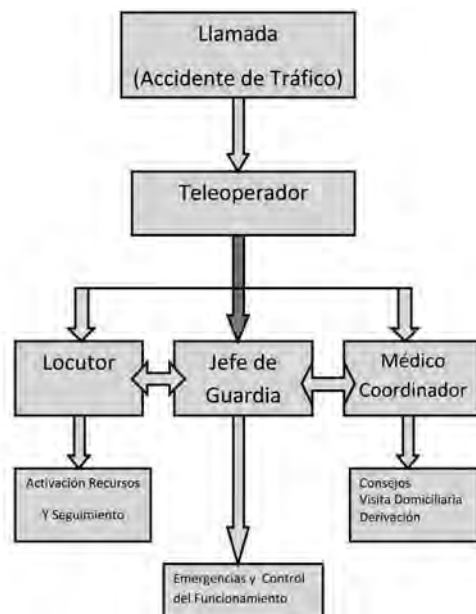 Llamada
(Accidente de Tráfico)
Teleoperador
Locutor
Jefe de
Guardia
Médico
Coordinador
Activación Recursos
Y Seguimiento
Consejos
Visita Domiciliaria
Derivación
Emergencias y Control
del Funcionamiento